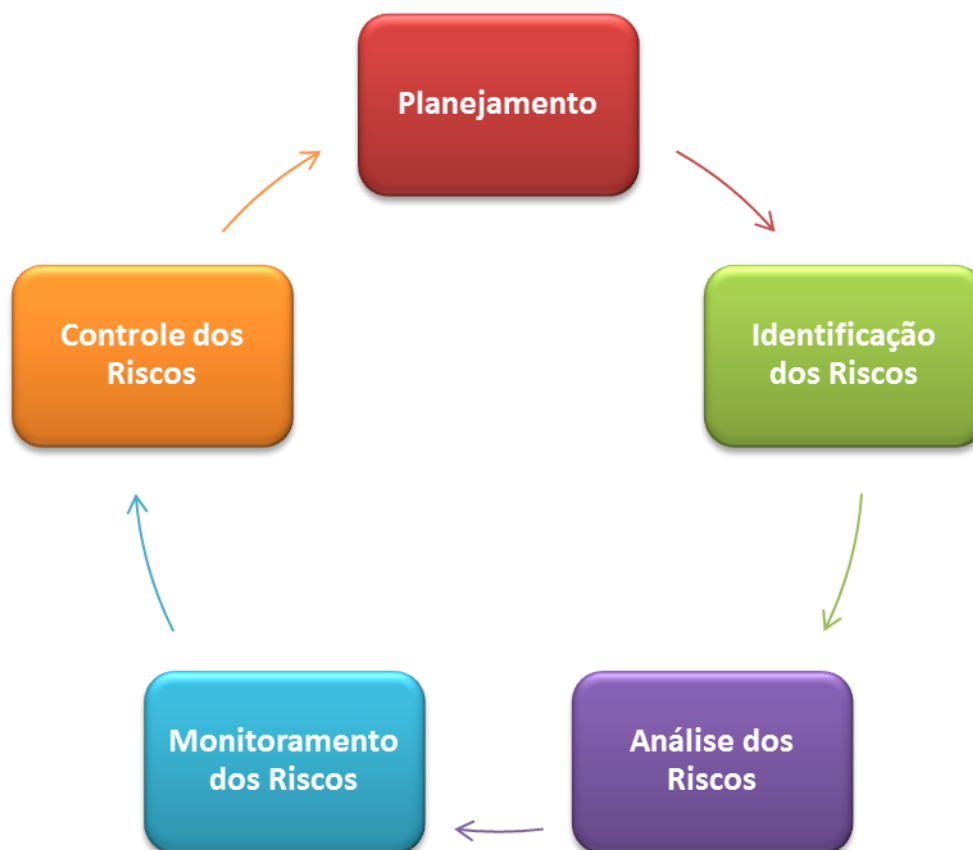 Planejamento
Identificação
dos Riscos
Análise dos
Riscos
Monitoramento
dos Riscos
Controle dos
Riscos